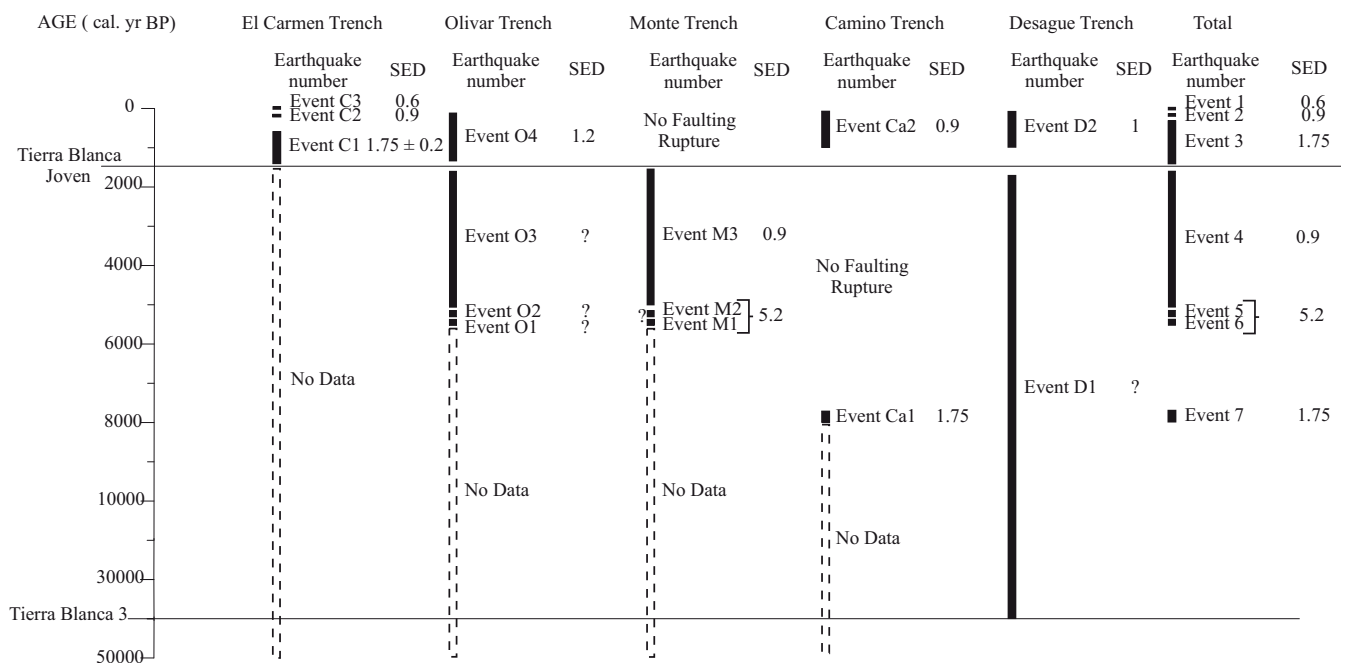 AGE ( cal. yr BP)
El Carmen Trench
Olivar Trench
Monte Trench
Camino Trench
Desague Trench
Total
Earthquake number SED
Earthquake number SED
Earthquake number SED
Earthquake number SED
Earthquake number SED
Earthquake number SED
0
Event C3 0.6
Event C2 0.9
Event C1 1.75 ± 0.2
Event O4 1.2
No Faulting
Rupture
Event Ca2 0.9
Event D2 1
Event 1 0.6
Event 2 0.9
Event 3 1.75
Tierra Blanca
Joven
2000
Event O3 ?
Event M3 0.9
Event 4 0.9
4000
No Faulting
Rupture
Event O2 ?
Event O1 ?
? Event M2
Event M1
5.2
Event 5
Event 6
5.2
6000
No Data
Event D1 ?
8000
Event Ca1 1.75
Event 7 1.75
No Data
No Data
10000
No Data
30000
Tierra Blanca 3
50000